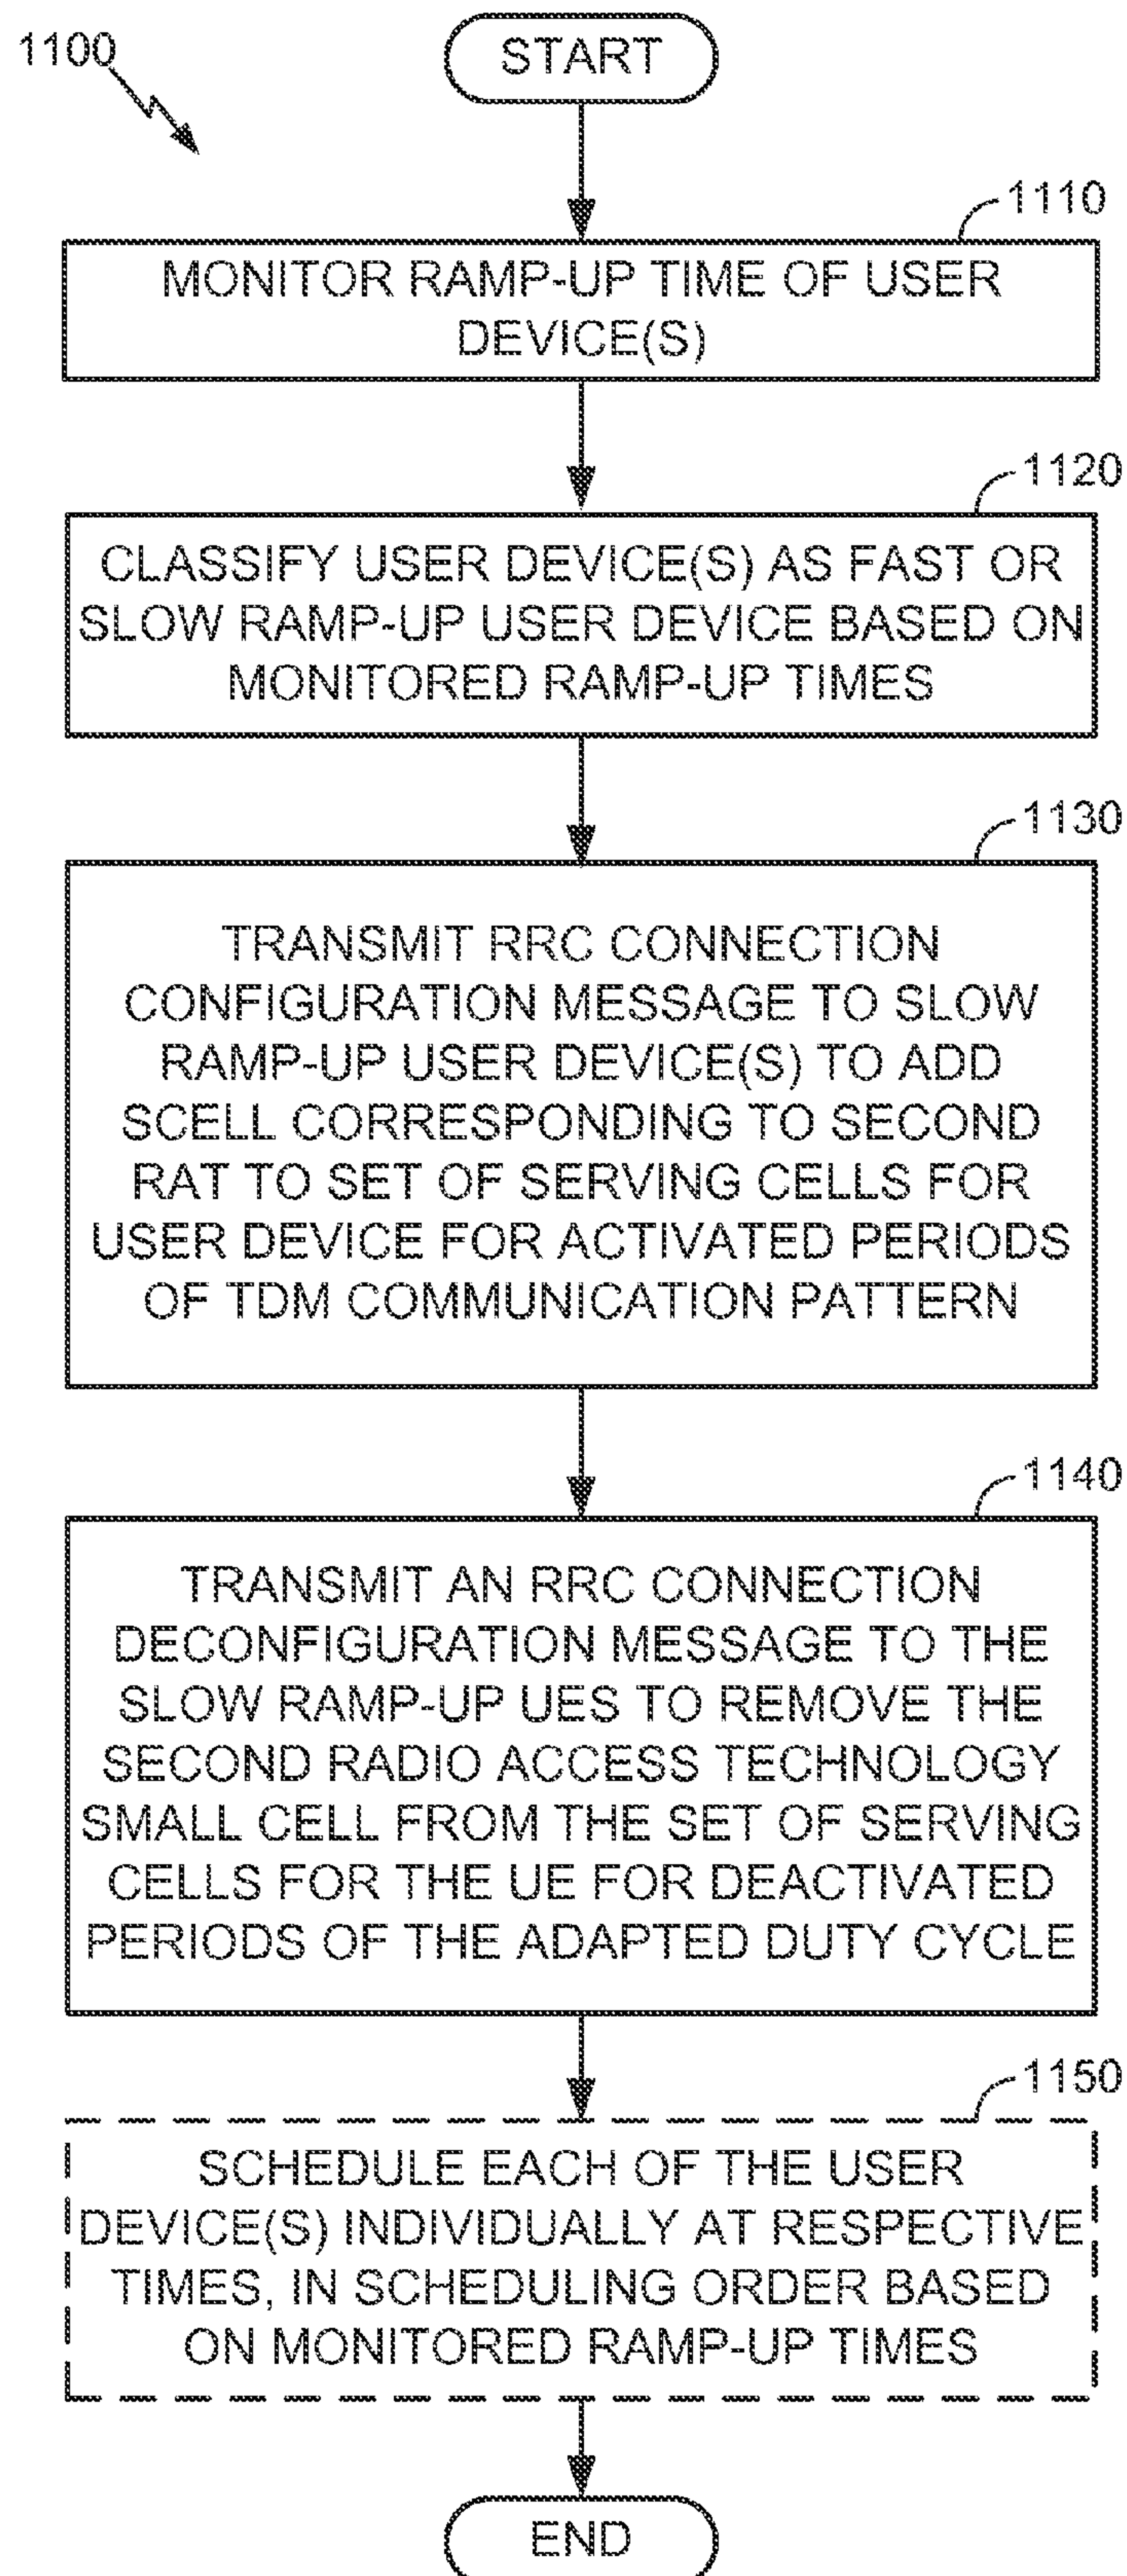 1100
START
1110
MONITOR RAMP-UP TIME OF USER
DEVICE(S)
1120
CLASSIFY USER DEVICE(S) AS FAST OR
SLOW RAMP-UP USER DEVICE BASED ON
MONITORED RAMP-UP TIMES
1130
TRANSMIT RRC CONNECTION
CONFIGURATION MESSAGE TO SLOW
RAMP-UP USER DEVICE(S) TO ADD
SCELL CORRESPONDING TO SECOND
RAT TO SET OF SERVING CELLS FOR
USER DEVICE FOR ACTIVATED PERIODS
OF TDM COMMUNICATION PATTERN
1140
TRANSMIT AN RRC CONNECTION
DECONFIGURATION MESSAGE TO THE
SLOW RAMP-UP UES TO REMOVE THE
SECOND RADIO ACCESS TECHNOLOGY
SMALL CELL FROM THE SET OF SERVING
CELLS FOR THE UE FOR DEACTIVATED
PERIODS OF THE ADAPTED DUTY CYCLE
1150
SCHEDULE EACH OF THE USER
DEVICE(S) INDIVIDUALLY AT RESPECTIVE
TIMES, IN SCHEDULING ORDER BASED
ON MONITORED RAMP-UP TIMES
END